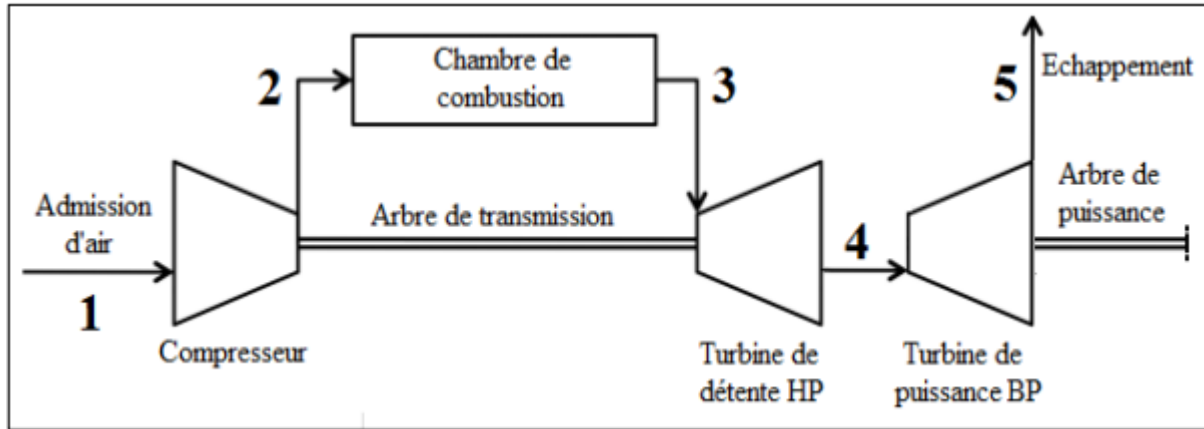 Chambre de
combustion
2
3
5
Echappement
Admission
d'air
1
Arbre de transmission
4
Arbre de
puissance
Compresseur
Turbine de
détente HP
Turbine de
puissance BP